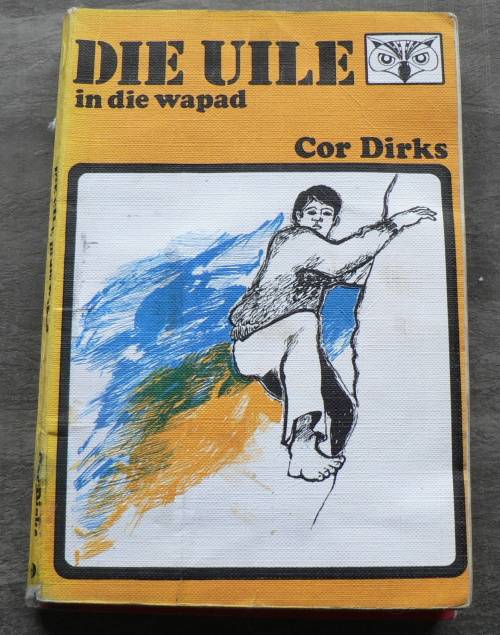 DIE UILE
in die wapad
Cor Dirks